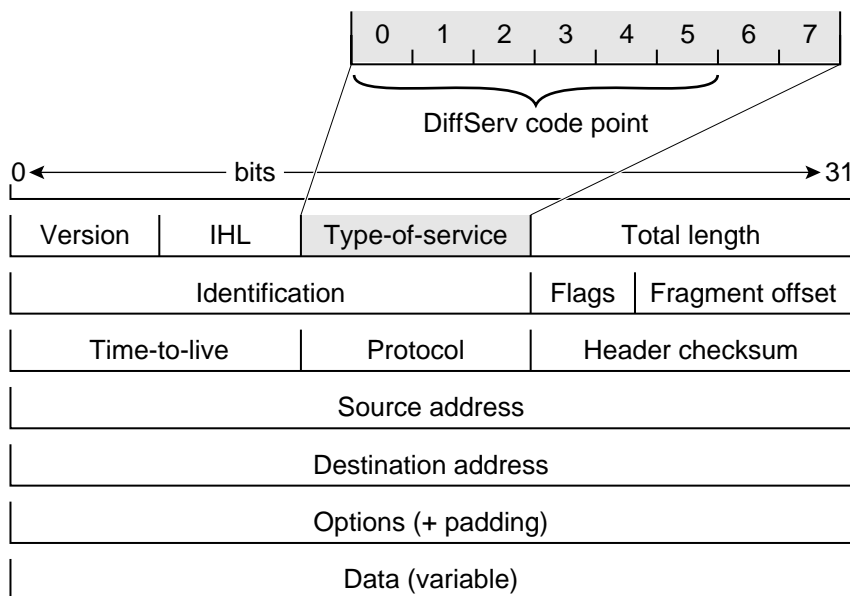 0 1 2 3 4 5 6 7
DiffServ code point
0 bits 31
Version IHL Type-of-service Total length
Identification Flags Fragment offset
Time-to-live Protocol Header checksum
Source address
Destination address
Options (+ padding)
Data (variable)